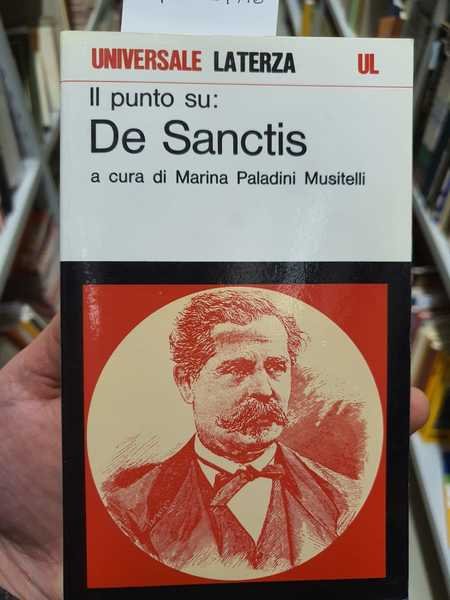 UNIVERSALE LATERZA UL
Il punto su:
De Sanctis
a cura di Marina Paladini Musitelli